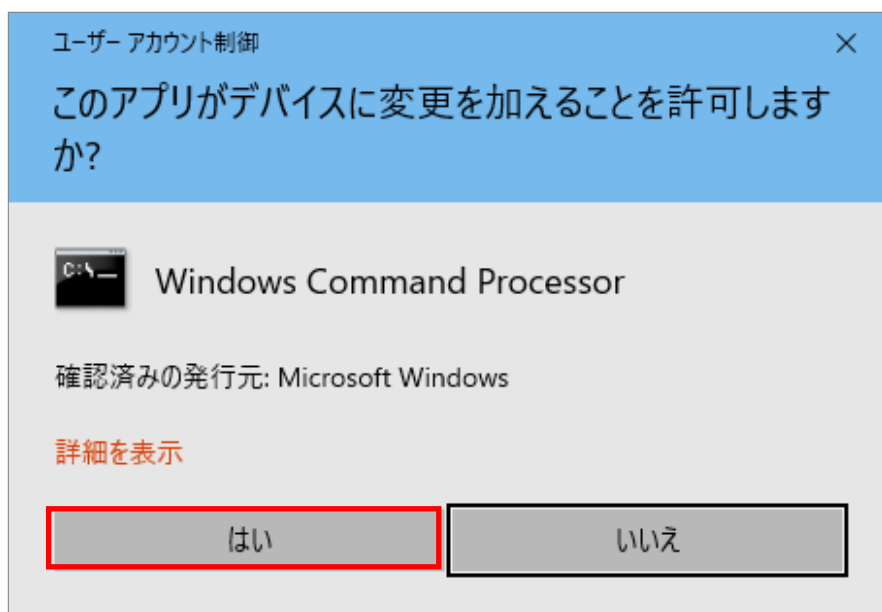 ユーザー アカウント制御
このアプリがデバイスに変更を加えることを許可します
か?
C:\_
Windows Command Processor
確認済みの発行元: Microsoft Windows
詳細を表示
はい
いいえ